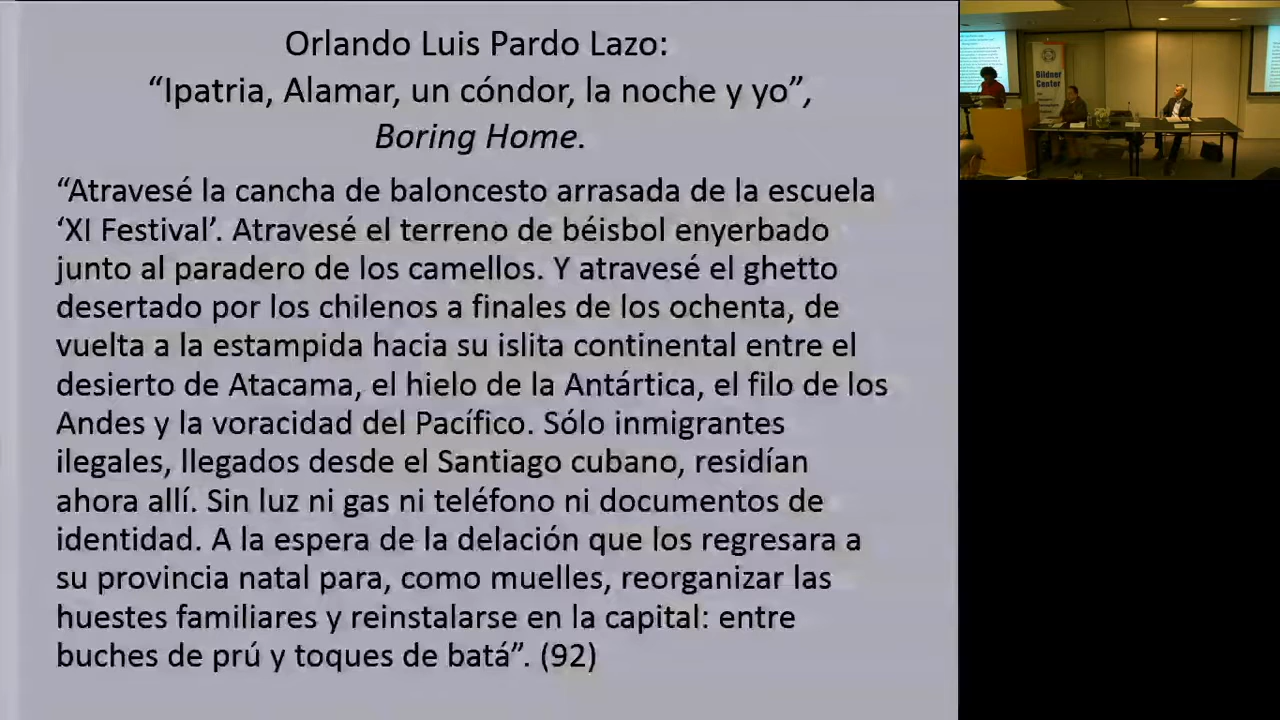 Orlando Luis Pardo Lazo:
“Ipatria, Alamar, un cóndor, la noche y yo”,
Boring Home.
“Atravesé la cancha de baloncesto arrasada de la escuela
‘XI Festival’. Atravesé el terreno de béisbol enyerbado
junto al paradero de los camellos. Y atravesé el ghetto
desertado por los chilenos a finales de los ochenta, de
vuelta a la estampida hacia su islita continental entre el
desierto de Atacama, el hielo de la Antártica, el filo de los
Andes y la voracidad del Pacífico. Sólo inmigrantes
ilegales, llegados desde el Santiago cubano, residían
ahora allí. Sin luz ni gas ni teléfono ni documentos de
identidad. A la espera de la delación que los regresara a
su provincia natal para, como muelles, reorganizar las
huestes familiares y reinstalarse en la capital: entre
buches de prú y toques de batá”. (92)
Bildner
Center